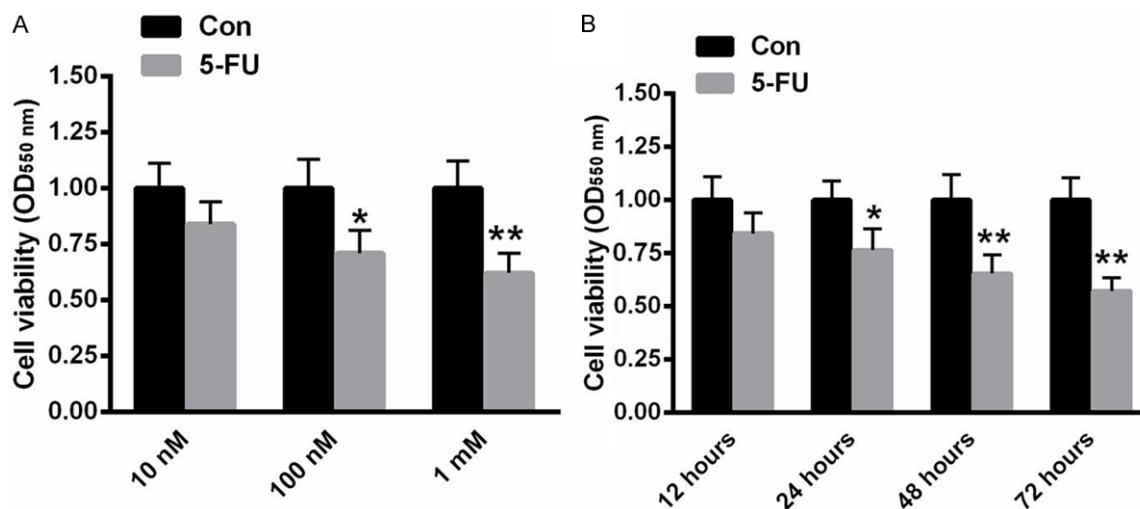 A
Con
5-FU
Cell viability (OD550 nm)
1.50
1.25
1.00
0.75
0.50
0.25
0.00
*
**
10 nM
100 nM
1 mM
B
Con
5-FU
Cell viability (OD550 nm)
1.50
1.25
1.00
0.75
0.50
0.25
0.00
*
**
**
12 hours
24 hours
48 hours
72 hours